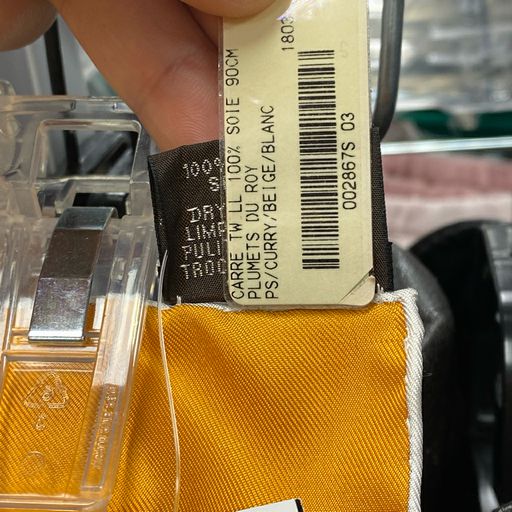 1803
CARRE TW LL 100% SOIE 90CM
PLUMETS DU ROY
PS/CURRY/BEIGE/BLANC
002867S 03
100%
S
DRY
LIMP
PULI
TROC